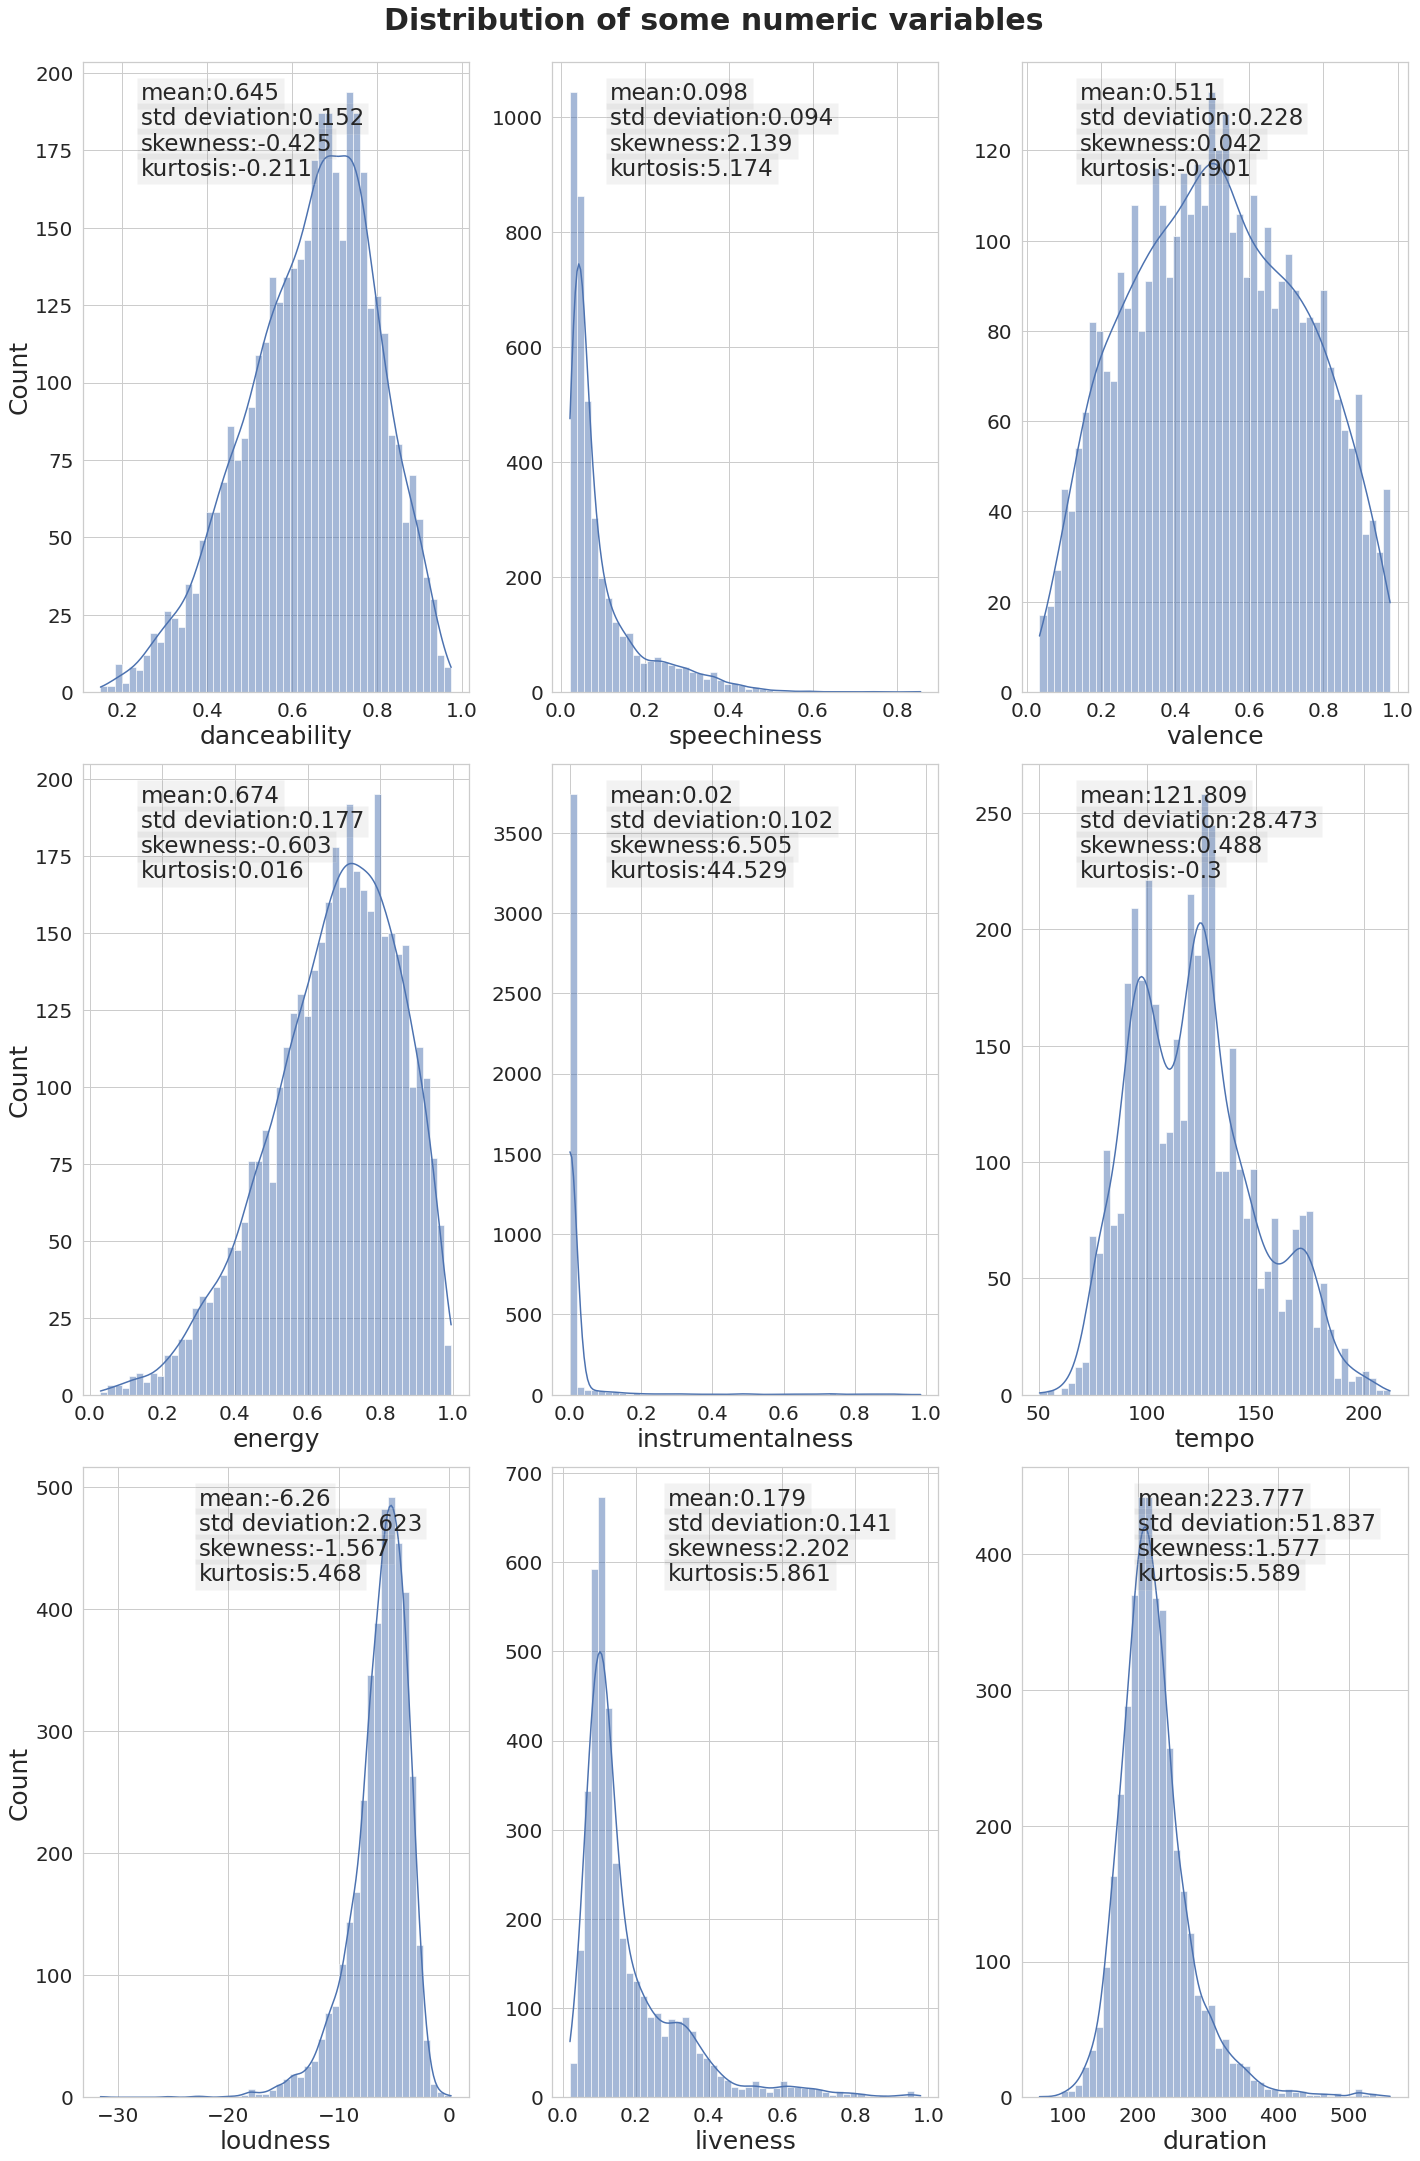 Distribution of some numeric variables
mean:0.645
std deviation:0.152
skewness:-0.425
kurtosis:-0.211
200
175
150
125
100
75
50
25
0
Count
0.2 0.4 0.6 0.8 1.0
danceability
mean:0.098
std deviation:0.094
skewness:2.139
kurtosis:5.174
1000
800
600
400
200
0
0.0 0.2 0.4 0.6 0.8
speechiness
mean:0.511
std deviation:0.228
skewness:0.042
kurtosis:-0.901
120
100
80
60
40
20
0
0.0 0.2 0.4 0.6 0.8 1.0
valence
mean:0.674
std deviation:0.177
skewness:-0.603
kurtosis:0.016
200
175
150
125
100
75
50
25
0
Count
0.0 0.2 0.4 0.6 0.8 1.0
energy
mean:0.02
std deviation:0.102
skewness:6.505
kurtosis:44.529
3500
3000
2500
2000
1500
1000
500
0
0.0 0.2 0.4 0.6 0.8 1.0
instrumentalness
mean:121.809
std deviation:28.473
skewness:0.488
kurtosis:-0.3
250
200
150
100
50
0
50 100 150 200
tempo
mean:-6.26
std deviation:2.623
skewness:-1.567
kurtosis:5.468
500
400
300
200
100
0
Count
−30 −20 −10 0
loudness
mean:0.179
std deviation:0.141
skewness:2.202
kurtosis:5.861
700
600
500
400
300
200
100
0
0.0 0.2 0.4 0.6 0.8 1.0
liveness
mean:223.777
std deviation:51.837
skewness:1.577
kurtosis:5.589
400
300
200
100
0
100 200 300 400 500
duration